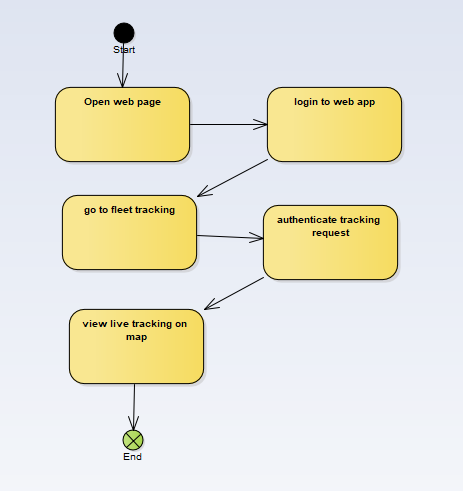 Start
Open web page
login to web app
go to fleet tracking
authenticate tracking
request
view live tracking on
map
End